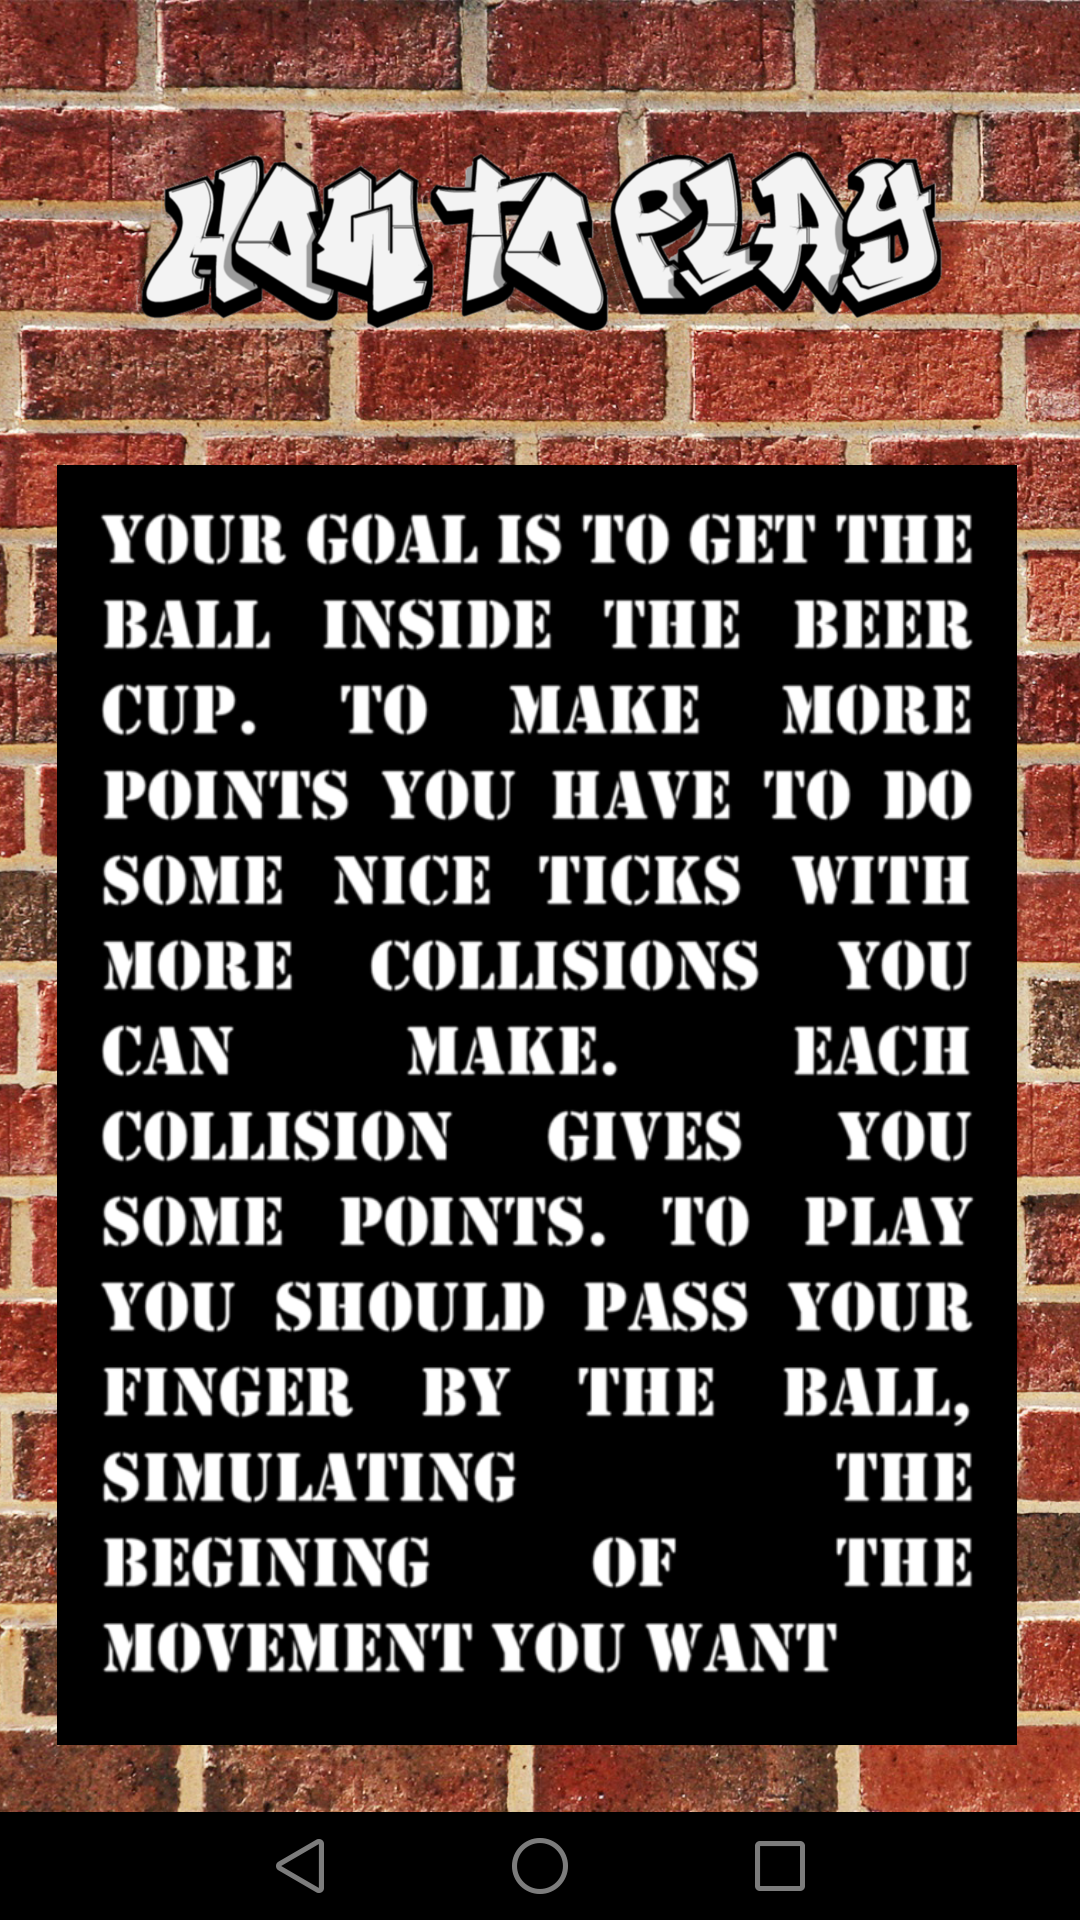 HOW TO PLAY
YOUR GOAL IS TO GET THE
BALL INSIDE THE BEER
CUP. TO MAKE MORE
POINTS YOU HAVE TO DO
SOME NICE TICKS WITH
MORE COLLISIONS YOU
CAN MAKE. EACH
COLLISION GIVES YOU
SOME POINTS. TO PLAY
YOU SHOULD PASS YOUR
FINGER BY THE BALL,
SIMULATING THE
BEGINING OF THE
MOVEMENT YOU WANT